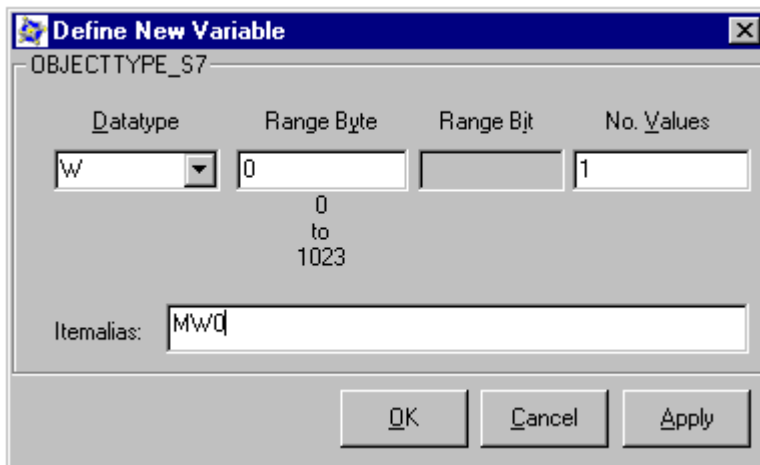 Define New Variable
OBJECTTYPE_S7
Datatype Range Byte Range Bit No. Values
W 0 1
0
to
1023
Itemalias: MW0
OK Cancel Apply